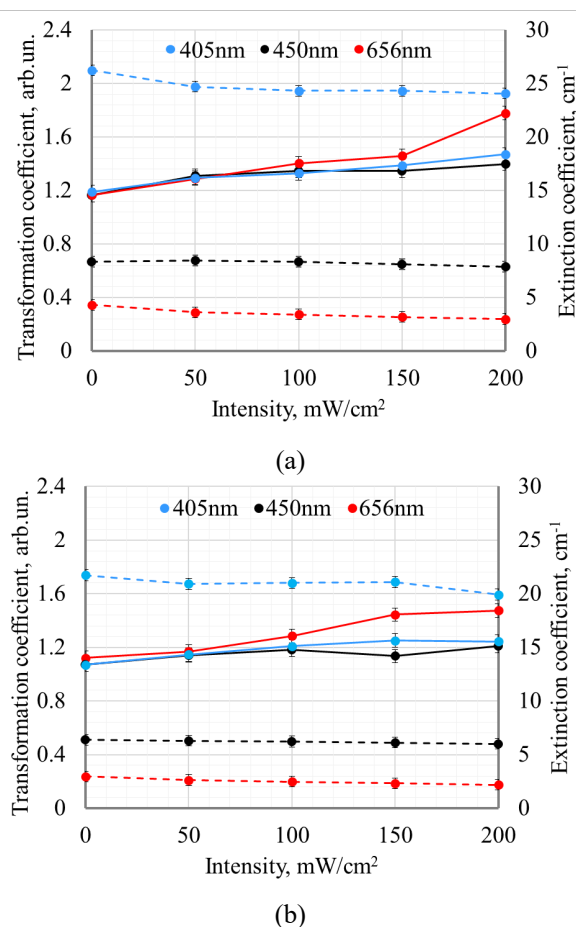 2.4
2
1.6
1.2
0.8
0.4
0
30
25
20
15
10
5
0
Transformation coefficient, arb.un.
Extinction coefficient, cm-1
405nm 450nm 656nm
0 50 100 150 200
Intensity, mW/cm2
(a)
2.4
2
1.6
1.2
0.8
0.4
0
30
25
20
15
10
5
0
Transformation coefficient, arb.un.
Extinction coefficient, cm-1
405nm 450nm 656nm
0 50 100 150 200
Intensity, mW/cm2
(b)